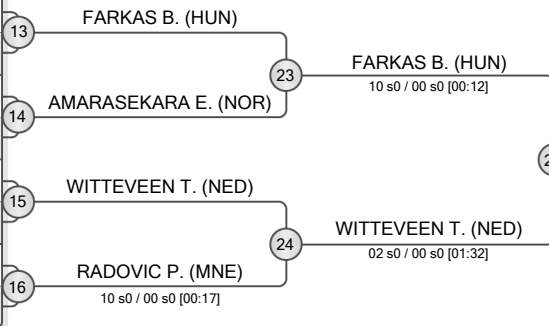 13
FARKAS B. (HUN)
23
FARKAS B. (HUN)
10 s0 / 00 s0 [00:12]
14
AMARASEKARA E. (NOR)
15
WITTEVEEN T. (NED)
24
WITTEVEEN T. (NED)
02 s0 / 00 s0 [01:32]
16
RADOVIC P. (MNE)
10 s0 / 00 s0 [00:17]